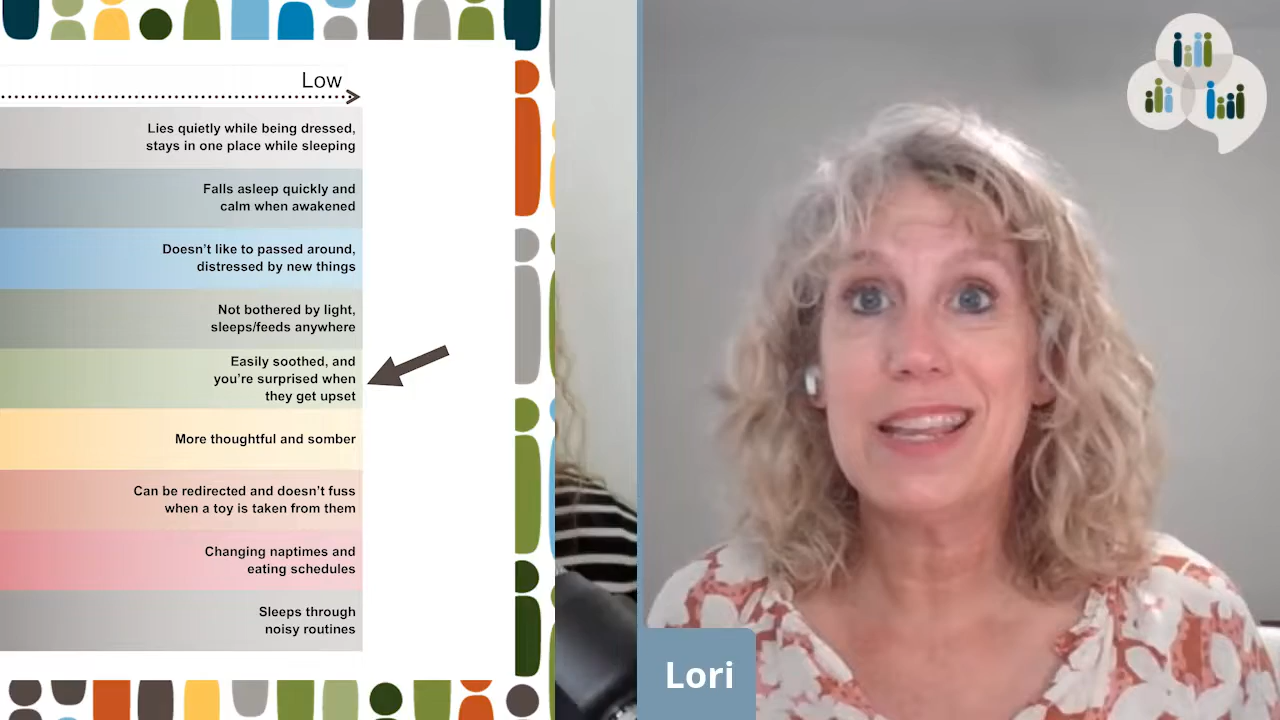 Low
Lies quietly while being dressed,
stays in one place while sleeping
Falls asleep quickly and
calm when awakened
Doesn't like to passed around,
distressed by new things
Not bothered by light,
sleeps/feeds anywhere
Easily soothed, and
you're surprised when
they get upset
More thoughtful and somber
Can be redirected and doesn't fuss
when a toy is taken from them
Changing naptimes and
eating schedules
Sleeps through
noisy routines
Lori